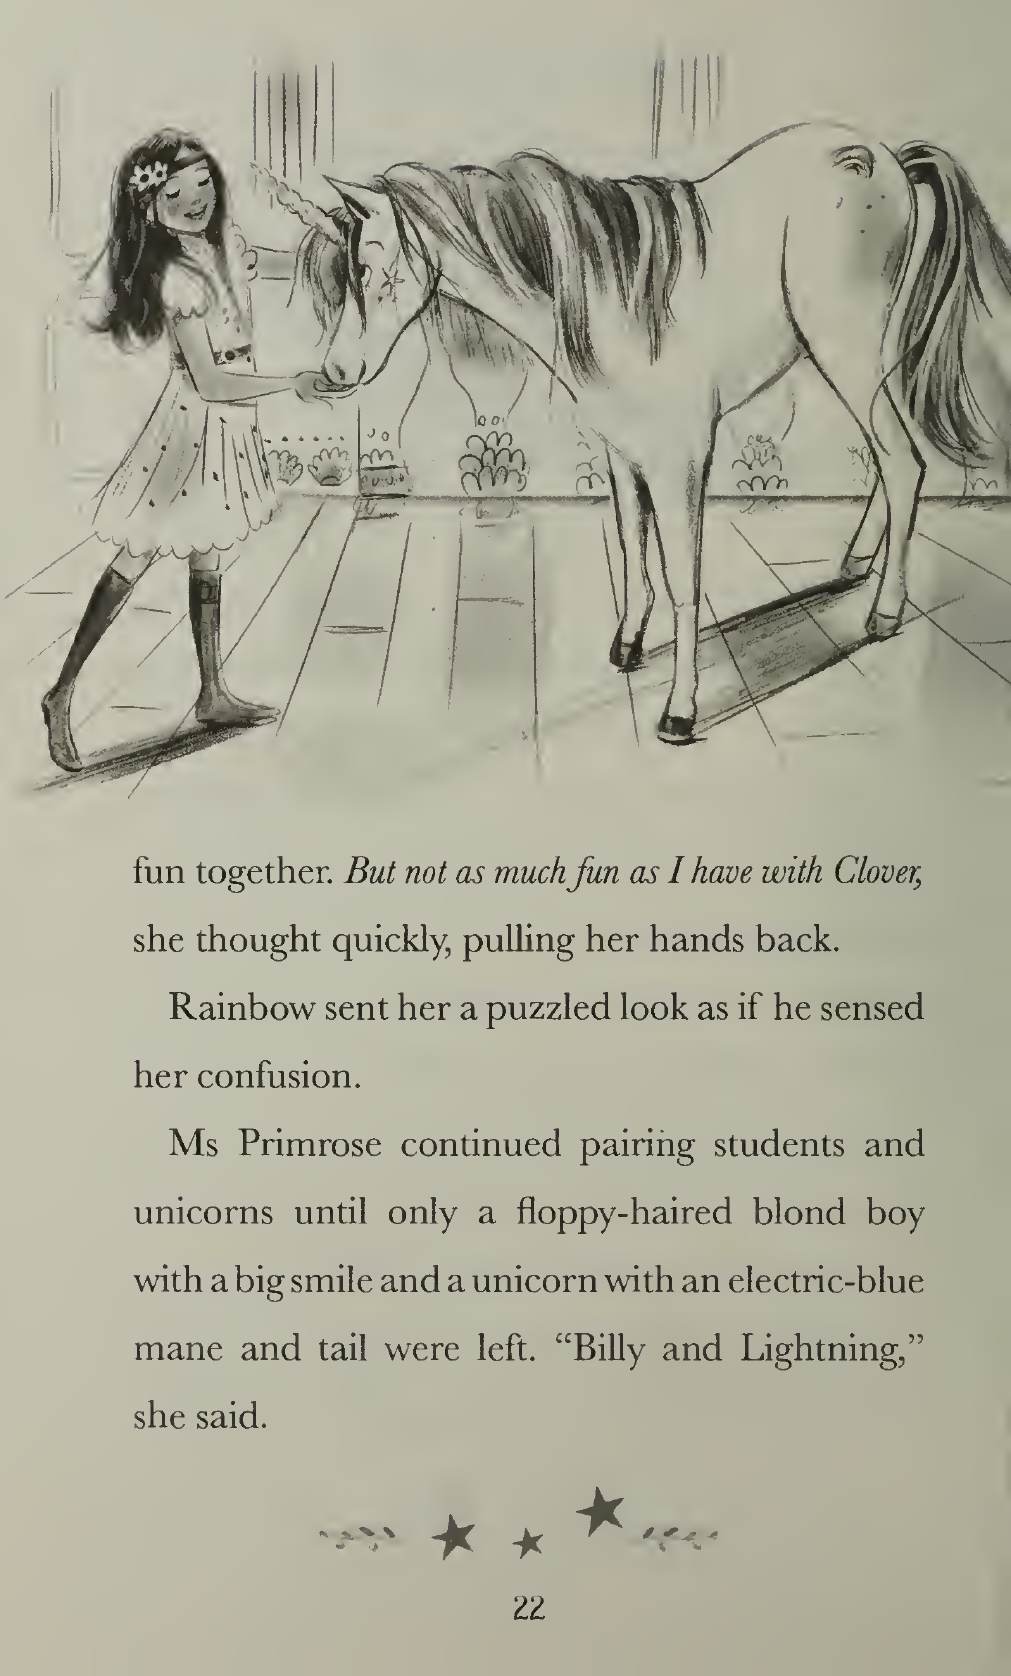 fun together. But not as much fun as I have with Clover,
she thought quickly, pulling her hands back.
Rainbow sent her a puzzled look as if he sensed
her confusion.
Ms Primrose continued pairing students and
unicorns until only a floppy-haired blond boy
with a big smile and a unicorn with an electric-blue
mane and tail were left. “Billy and Lightning,”
she said.
22